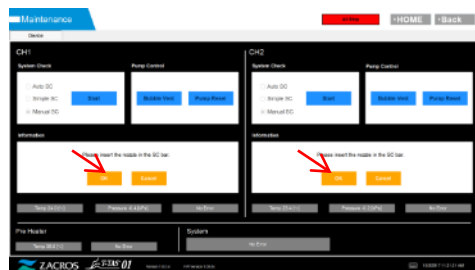 Maintenance
HOME
Back
Device
CH1
System Check
Pump Control
Auto SC
Simple SC
Manual SC
Start
Bubble Vent
Pump Reset
Information
Please insert the nozzle in the SC bar.
OK
Cancel
No Error
CH2
System Check
Pump Control
Auto SC
Simple SC
Manual SC
Start
Bubble Vent
Pump Reset
Information
Please insert the nozzle in the SC bar.
OK
Cancel
No Error
Pre Heater
No Error
System
No Error
ZACROS T-TAS 01